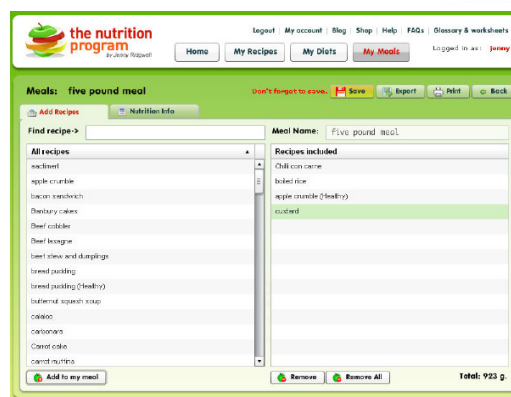 the nutrition
program
by Jenny Ridgwell
Logout | My account | Blog | Shop | Help | FAQs | Glossary & worksheets
Home My Recipes My Diets My Meals
Logged in as: Jenny
Meals: five pound meal
Don't forget to save. Save Export Print Back
Add Recipes Nutrition Info
Find recipe-> Meal Name: five pound meal
All recipes Recipes included
aactimerl Chilli con carne
apple crumble boiled rice
bacon sandwich apple crumble (Healthy)
Banbury cakes custard
Beef cobbler
Beef lasagne
beef stew and dumplings
bread pudding
bread pudding (Healthy)
butternut squash soup
calaloo
carbonara
Carrot cake
carrot muffins
Add to my meal Remove Remove All Total: 923 g.